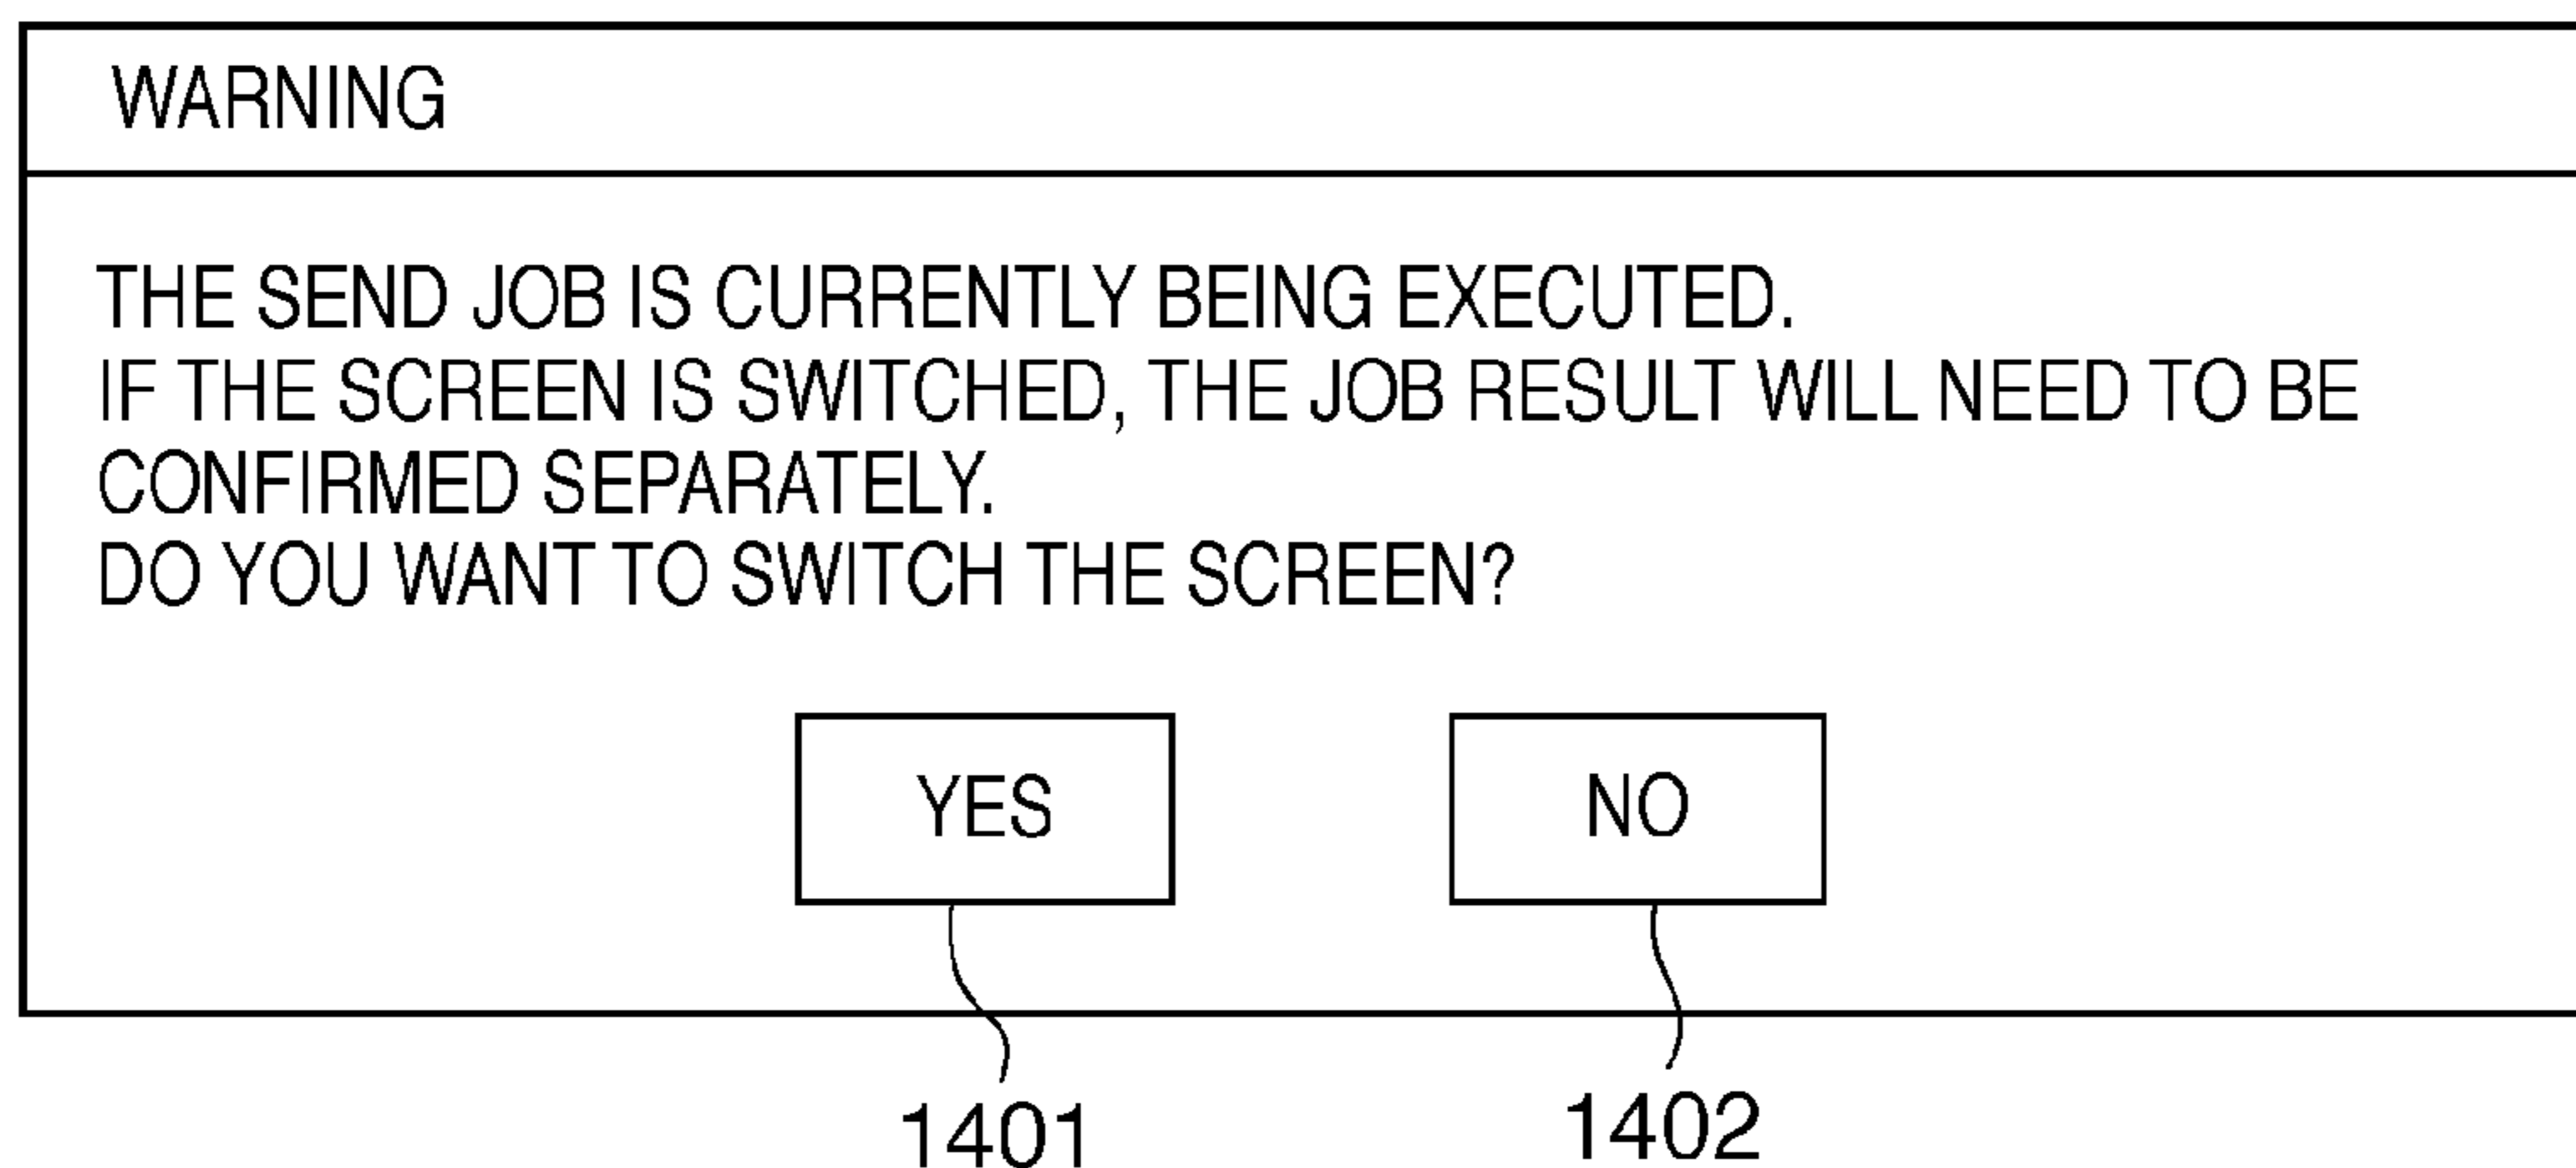 WARNING
THE SEND JOB IS CURRENTLY BEING EXECUTED.
IF THE SCREEN IS SWITCHED, THE JOB RESULT WILL NEED TO BE
CONFIRMED SEPARATELY.
DO YOU WANT TO SWITCH THE SCREEN?
YES NO
1401 1402